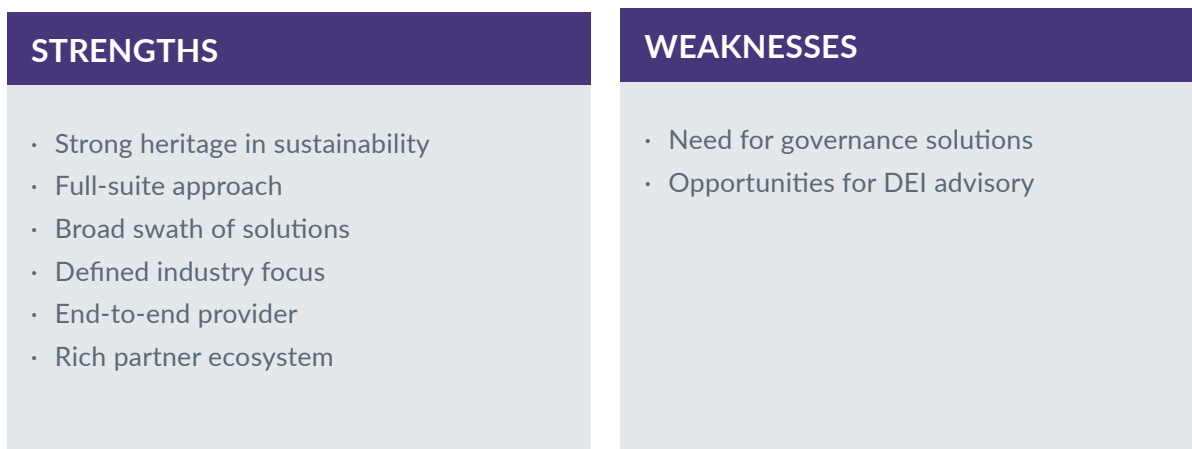 STRENGTHS
· Strong heritage in sustainability
· Full-suite approach
· Broad swath of solutions
· Defined industry focus
· End-to-end provider
· Rich partner ecosystem
WEAKNESSES
· Need for governance solutions
· Opportunities for DEI advisory